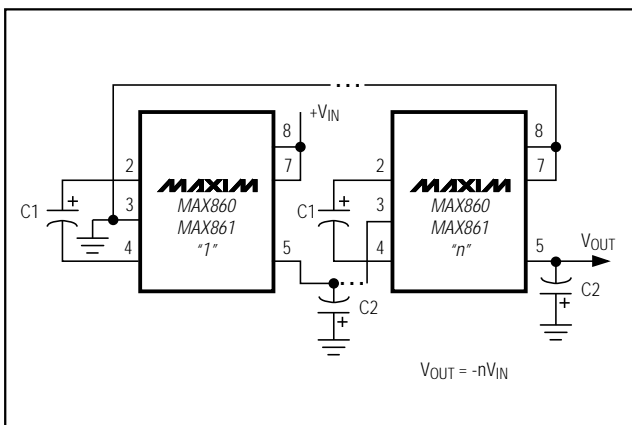 +VIN
8
7
2
3
4
5
C1
+
MAXIM
MAX860
MAX861
"1"
...
...
C2
+
8
7
2
3
4
5
C1
+
MAXIM
MAX860
MAX861
"n"
VOUT
C2
+
VOUT = -nVIN